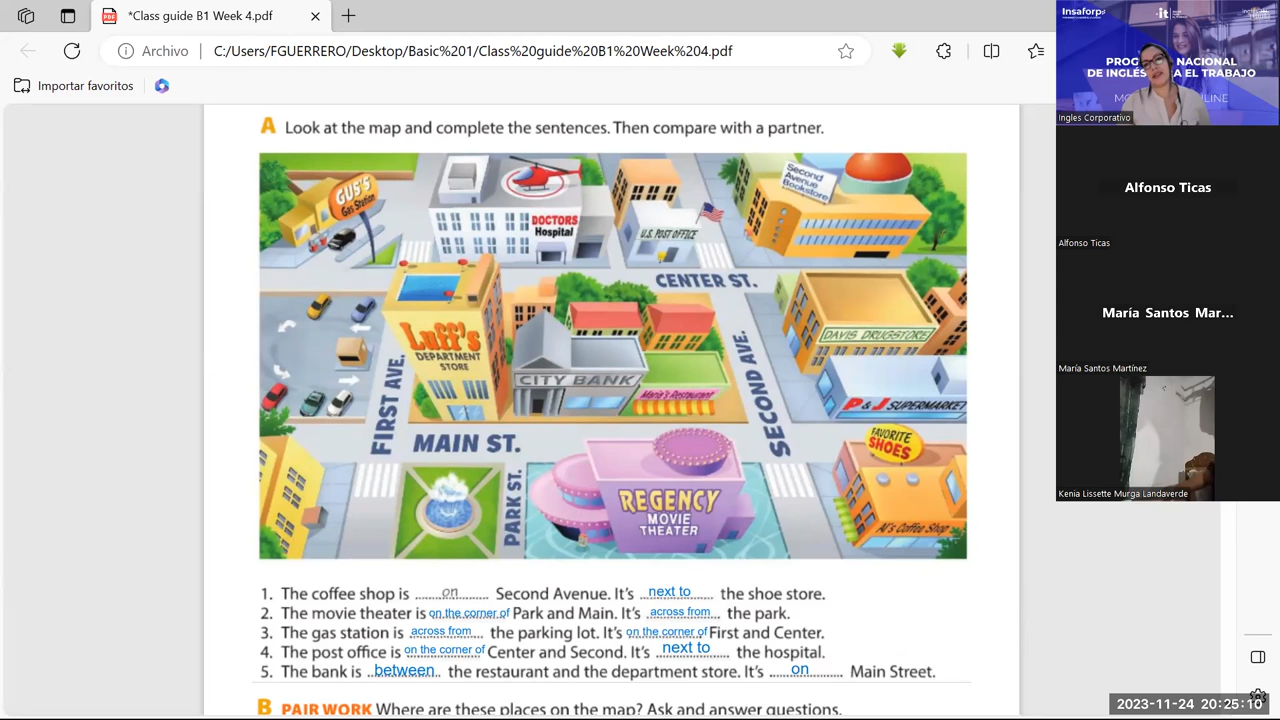 *Class guide B1 Week 4.pdf
Archivo
C:/Users/FGUERRERO/Desktop/Basic%201/Class%20guide%20B1%20Week%204.pdf
Importar favoritos
A Look at the map and complete the sentences. Then compare with a partner.
GUS'S
Gas Station
DOCTORS
Hospital
U.S. POST OFFICE
Second
Avenue
Bookstore
CENTER ST.
Luff's
DEPARTMENT
STORE
CITY BANK
Maria's Restaurant
DAVIS DRUGSTORE
P & J SUPERMARKET
FIRST AVE.
SECOND AVE.
MAIN ST.
PARK ST.
REGENCY
MOVIE
THEATER
FAVORITE
SHOES
Al's Coffee Shop
1. The coffee shop is on Second Avenue. It's next to the shoe store.
2. The movie theater is on the corner of Park and Main. It's across from the park.
3. The gas station is across from the parking lot. It's on the corner of First and Center.
4. The post office is on the corner of Center and Second. It's next to the hospital.
5. The bank is between the restaurant and the department store. It's on Main Street.
B PAIR WORK Where are these places on the map? Ask and answer questions.
Insaforp
PROG NACIONAL
DE INGLÉS A EL TRABAJO
Ingles Corporativo
Alfonso Ticas
Alfonso Ticas
María Santos Mar...
María Santos Martínez
Kenia Lissette Murga Landaverde
2023-11-24 20:25:10